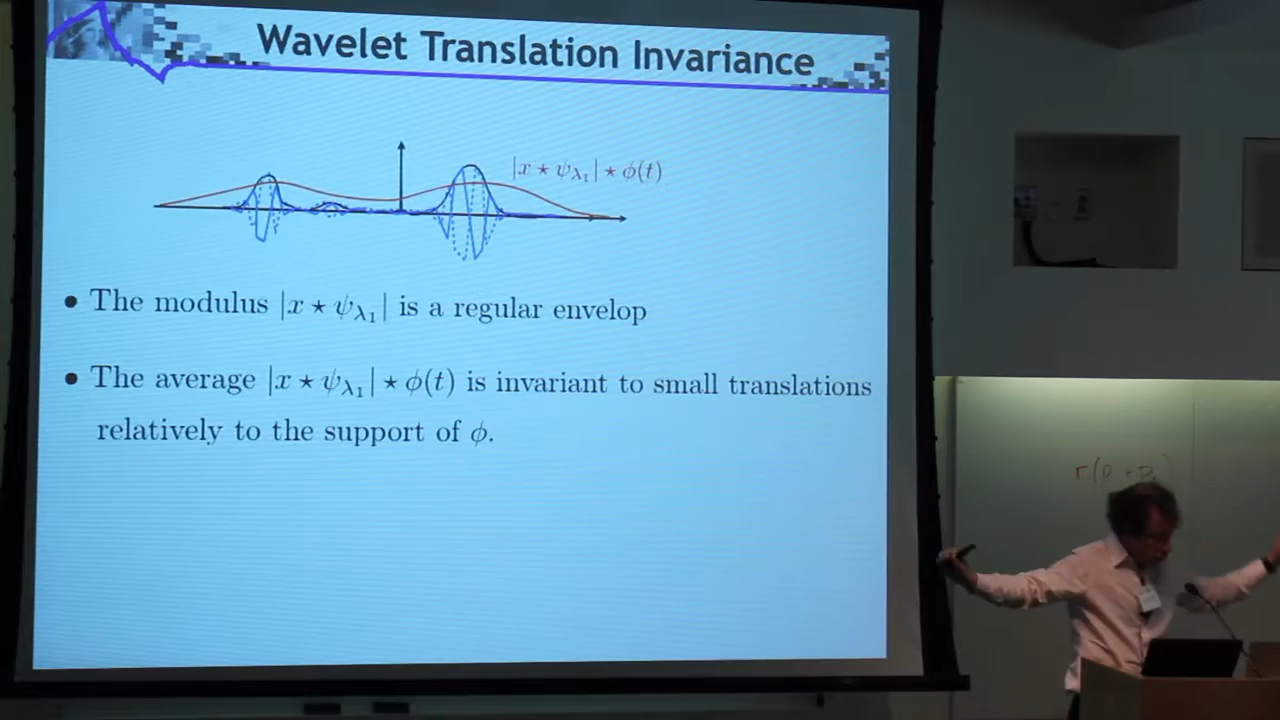 Wavelet Translation Invariance
|x ⋆ ψλ₁| ⋆ ϕ(t)
• The modulus |x ⋆ ψλ₁| is a regular envelop
• The average |x ⋆ ψλ₁| ⋆ ϕ(t) is invariant to small translations
relatively to the support of ϕ.